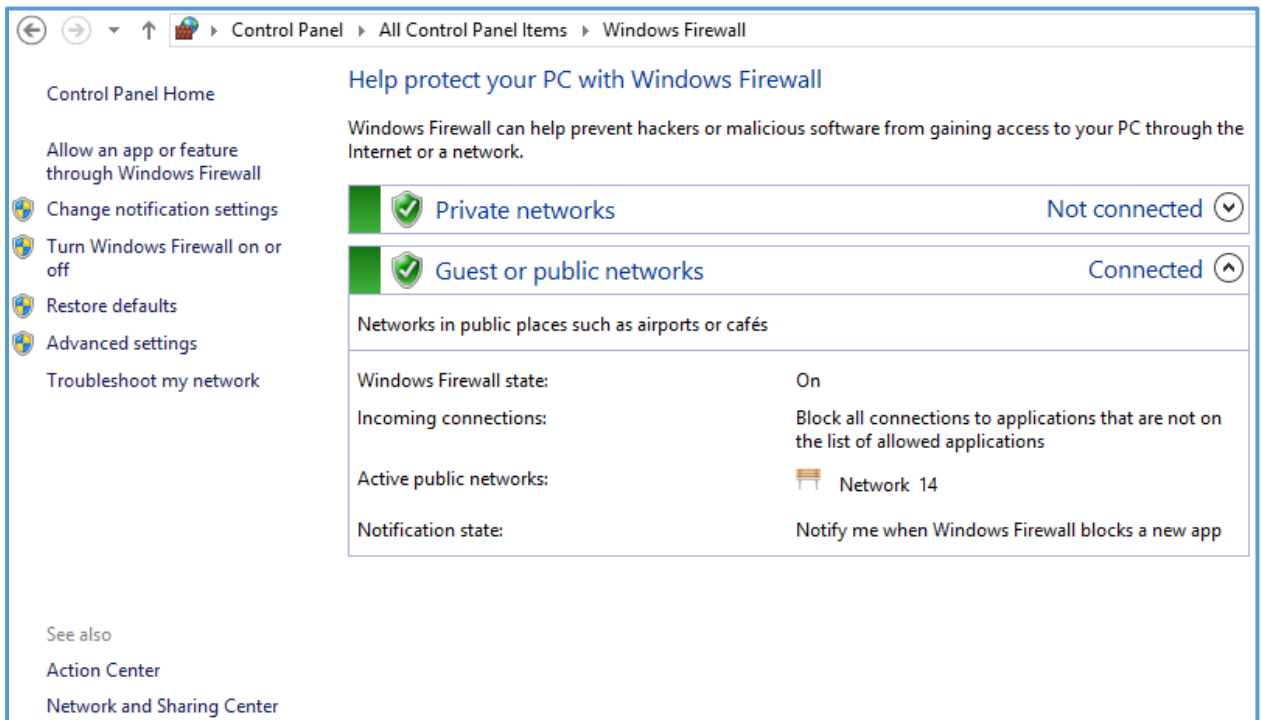 Control Panel ▸ All Control Panel Items ▸ Windows Firewall
Control Panel Home
Allow an app or feature
through Windows Firewall
Change notification settings
Turn Windows Firewall on or
off
Restore defaults
Advanced settings
Troubleshoot my network
See also
Action Center
Network and Sharing Center
Help protect your PC with Windows Firewall
Windows Firewall can help prevent hackers or malicious software from gaining access to your PC through the
Internet or a network.
Private networks Not connected
Guest or public networks Connected
Networks in public places such as airports or cafés
Windows Firewall state: On
Incoming connections: Block all connections to applications that are not on
the list of allowed applications
Active public networks: Network 14
Notification state: Notify me when Windows Firewall blocks a new app